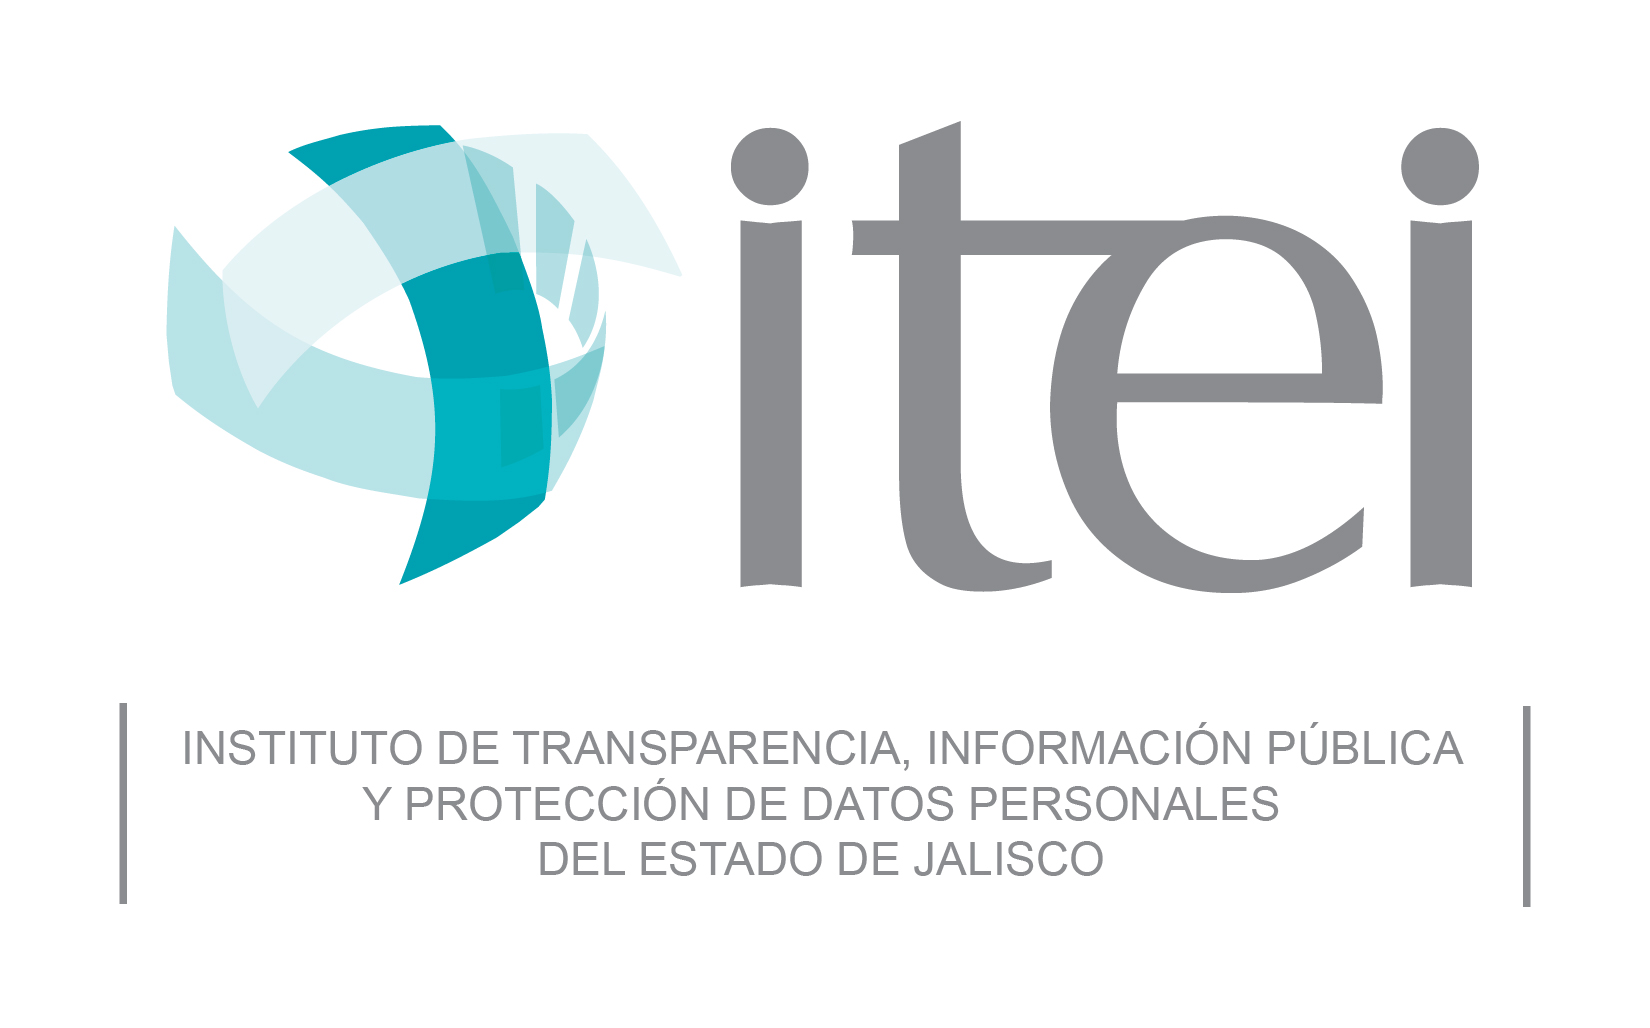 itei
INSTITUTO DE TRANSPARENCIA, INFORMACIÓN PÚBLICA
Y PROTECCIÓN DE DATOS PERSONALES
DEL ESTADO DE JALISCO